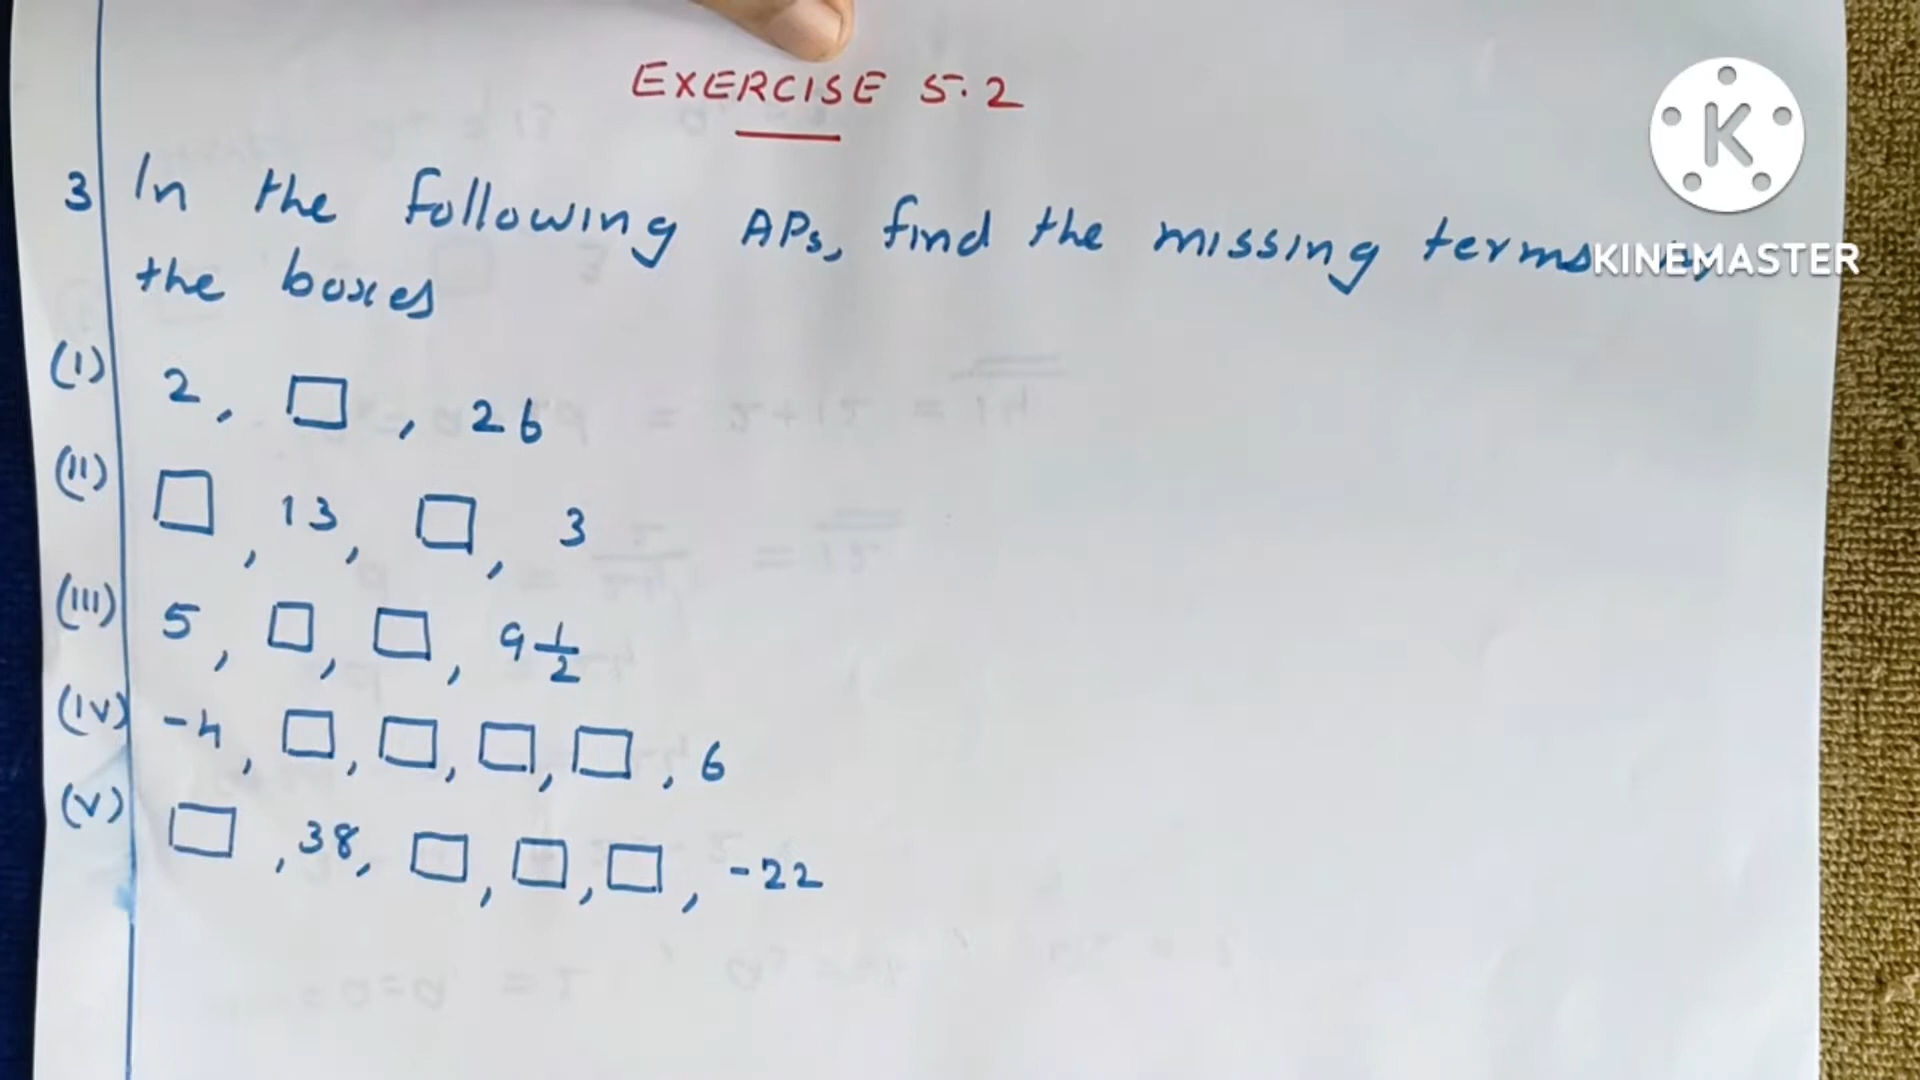 EXERCISE 5.2
3 In the following APs, find the missing terms
the boxes
(I) 2, □, 26
(II) □, 13, □, 3
(III) 5, □, □, 9 1/2
(IV) -4, □, □, □, □, 6
(V) □, 38, □, □, □, -22
K
KINEMASTER